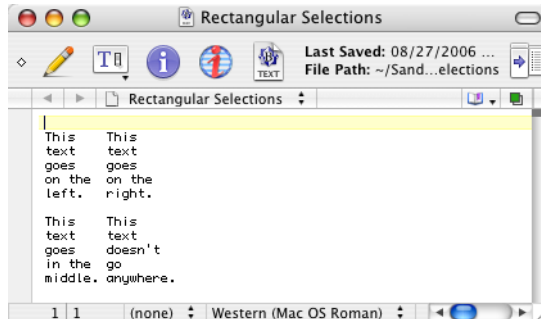 Rectangular Selections
Last Saved: 08/27/2006 ...
TEXT
File Path: ~/Sand...elections
Rectangular Selections
This This
text text
goes goes
on the on the
left. right.
This This
text text
goes doesn't
in the go
middle. anywhere.
1 1 (none) Western (Mac OS Roman)